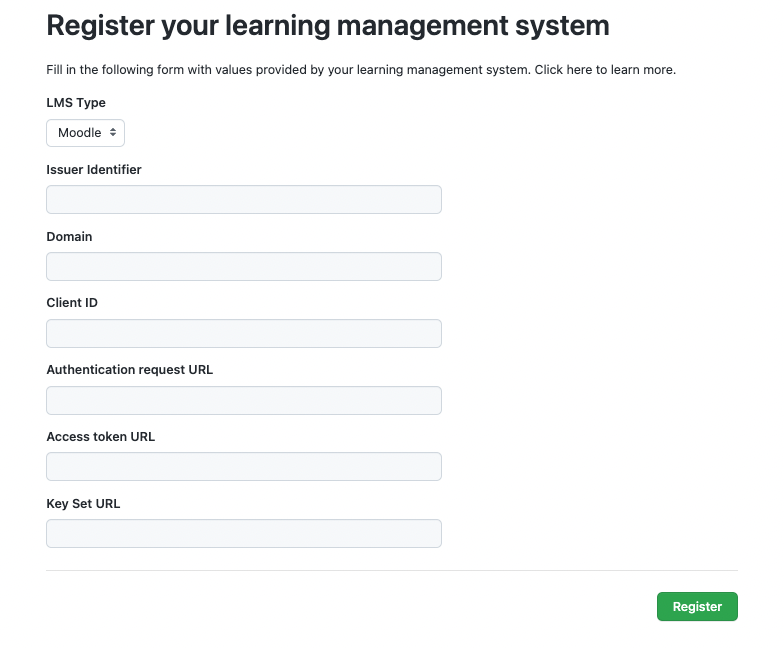 Register your learning management system
Fill in the following form with values provided by your learning management system. Click here to learn more.
LMS Type
Moodle
Issuer Identifier
Domain
Client ID
Authentication request URL
Access token URL
Key Set URL
Register